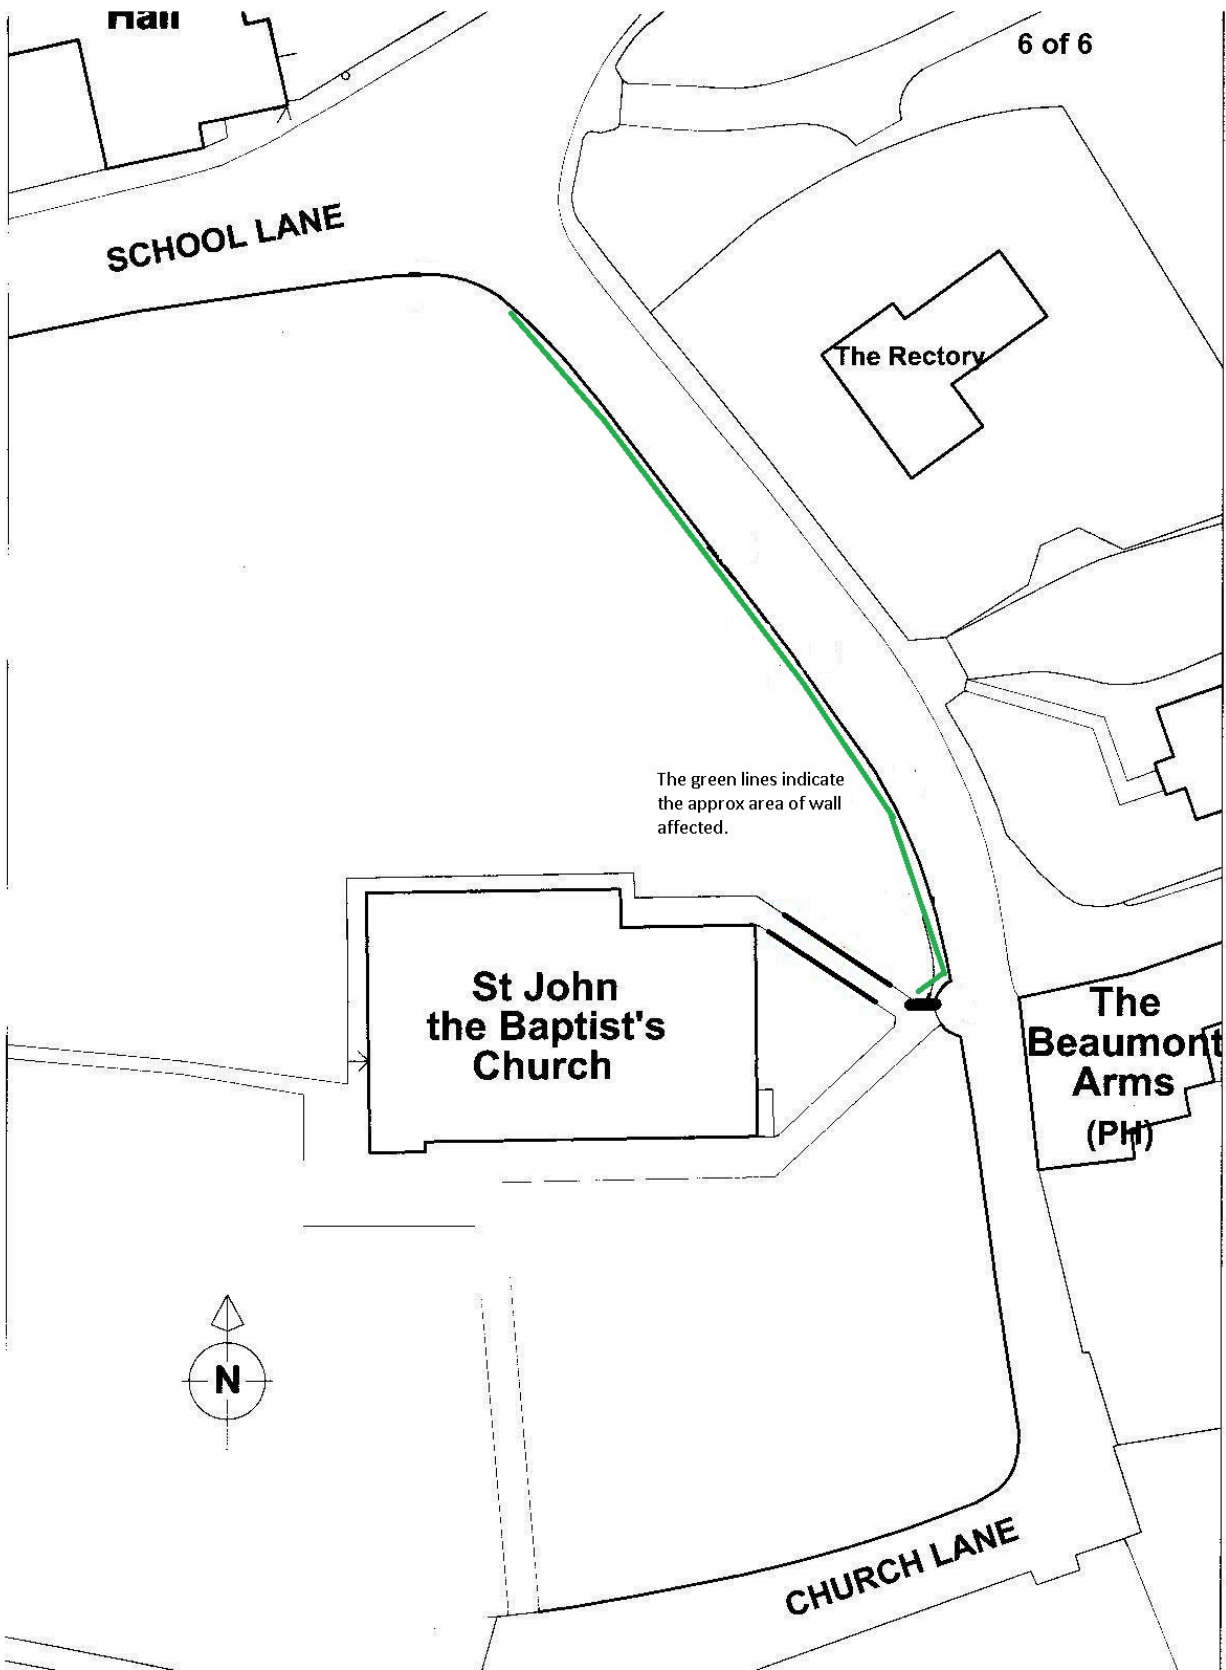 Hall
6 of 6
SCHOOL LANE
The Rectory
The green lines indicate
the approx area of wall
affected.
St John
the Baptist's
Church
The
Beaumont
Arms
(PH)
N
CHURCH LANE